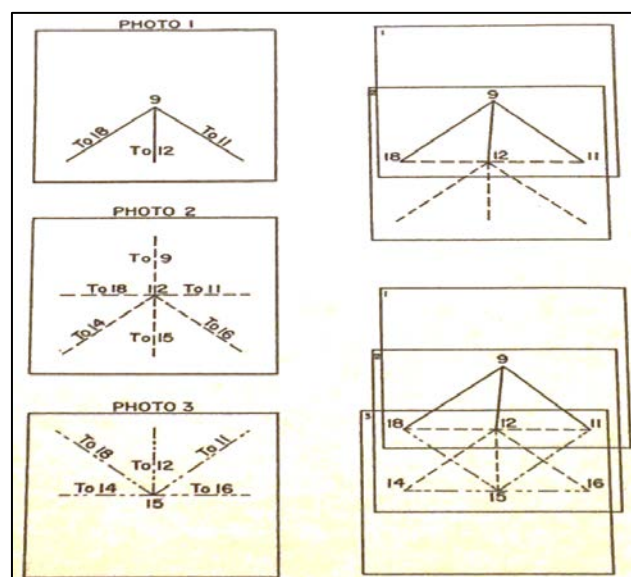 PHOTO 1
9
To 18
To 12
To 11
PHOTO 2
To 9
To 18
12
To 11
To 14
To 15
To 16
PHOTO 3
To 18
To 12
To 11
To 14
To 16
15
1
2
9
18
12
11
1
2
3
9
18
12
11
14
15
16